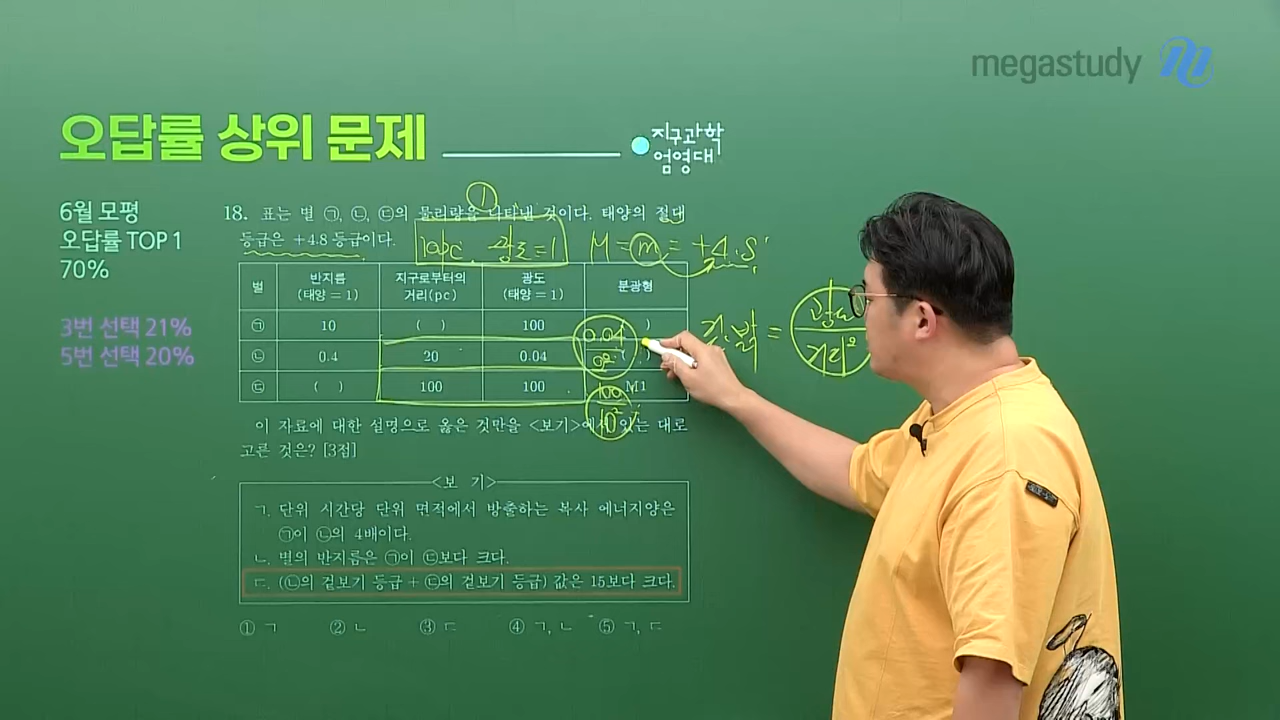 megastudy
오답률 상위 문제
지구과학
엄영대
6월 모평
오답률 TOP 1
70%
3번 선택 21%
5번 선택 20%
18. 표는 별 ㉠, ㉡, ㉢의 물리량을 나타낸 것이다. 태양의 절대
등급은 +4.8 등급이다.
①
10pc, 광도=1
M = m = +4.8
별 반지름 (태양=1) 지구로부터의 거리(pc) 광도 (태양=1) 분광형
㉠ 10 ( ) 100 ( )
㉡ 0.4 20 0.04 ( )
㉢ ( ) 100 100 M1
0.04
100
광도
거리²
이 자료에 대한 설명으로 옳은 것만을 <보기>에서 있는 대로
고른 것은? [3점]
<보 기>
ㄱ. 단위 시간당 단위 면적에서 방출하는 복사 에너지양은
㉠이 ㉡의 4배이다.
ㄴ. 별의 반지름은 ㉠이 ㉢보다 크다.
ㄷ. (㉡의 겉보기 등급 + ㉢의 겉보기 등급) 값은 15보다 크다.
① ㄱ ② ㄴ ③ ㄷ ④ ㄱ, ㄴ ⑤ ㄱ, ㄷ